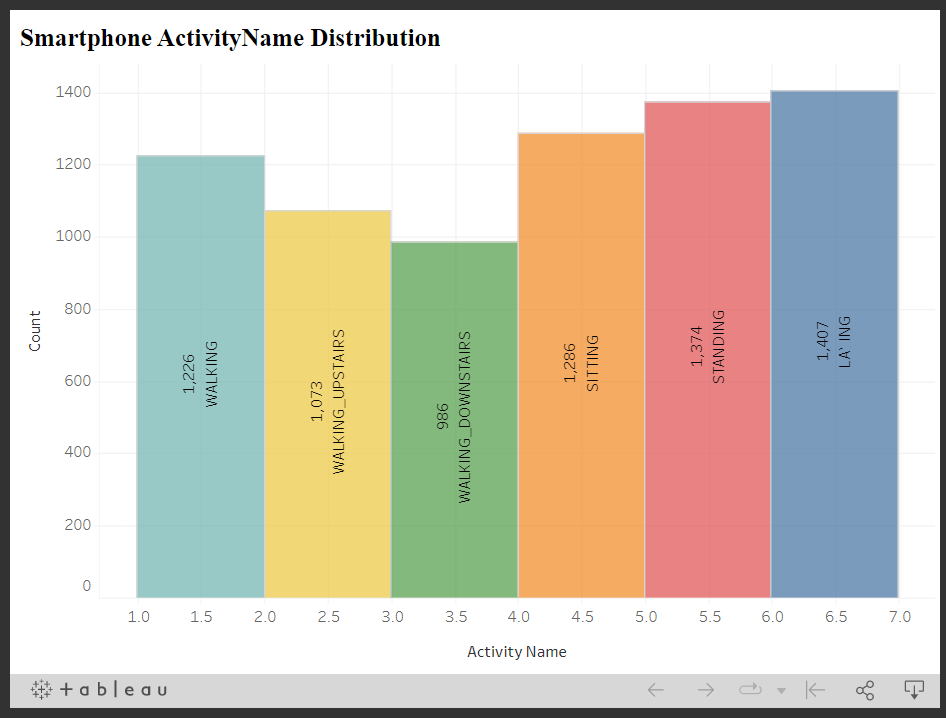 Smartphone ActivityName Distribution
1400
1200
1000
800
600
400
200
0
Count
1,226
WALKING
1,073
WALKING_UPSTAIRS
986
WALKING_DOWNSTAIRS
1,286
SITTING
1,374
STANDING
1,407
ING
1.0 1.5 2.0 2.5 3.0 3.5 4.0 4.5 5.0 5.5 6.0 6.5 7.0
Activity Name
+ a b l e a u